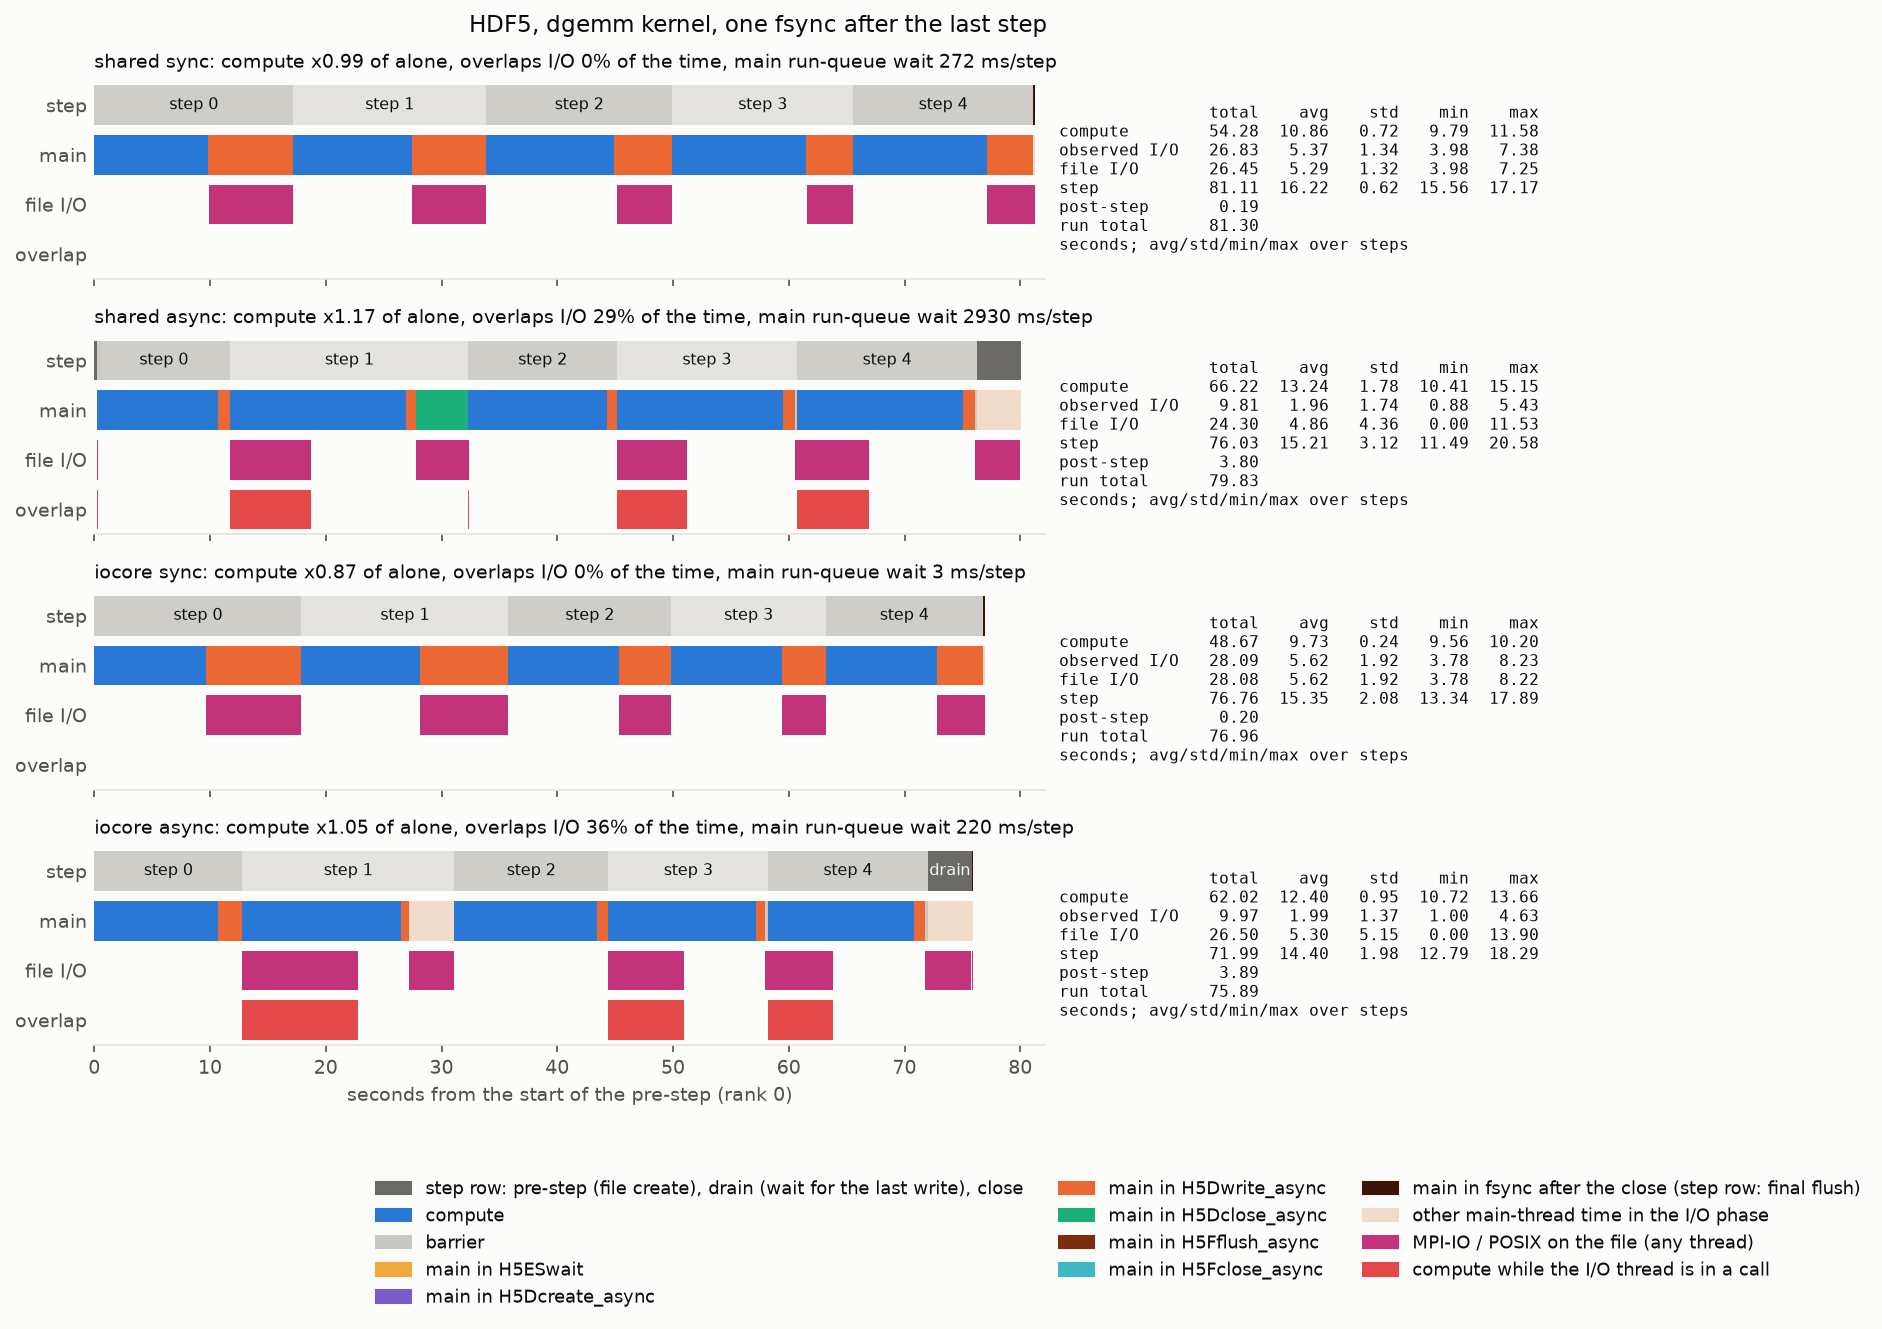 HDF5, dgemm kernel, one fsync after the last step
shared sync: compute x0.99 of alone, overlaps I/O 0% of the time, main run-queue wait 272 ms/step
step
step 0
step 1
step 2
step 3
step 4
main
file I/O
overlap
total avg std min max
compute 54.28 10.86 0.72 9.79 11.58
observed I/O 26.83 5.37 1.34 3.98 7.38
file I/O 26.45 5.29 1.32 3.98 7.25
step 81.11 16.22 0.62 15.56 17.17
post-step 0.19
run total 81.30
seconds; avg/std/min/max over steps
shared async: compute x1.17 of alone, overlaps I/O 29% of the time, main run-queue wait 2930 ms/step
step
step 0
step 1
step 2
step 3
step 4
main
file I/O
overlap
total avg std min max
compute 66.22 13.24 1.78 10.41 15.15
observed I/O 9.81 1.96 1.74 0.88 5.43
file I/O 24.30 4.86 4.36 0.00 11.53
step 76.03 15.21 3.12 11.49 20.58
post-step 3.80
run total 79.83
seconds; avg/std/min/max over steps
iocore sync: compute x0.87 of alone, overlaps I/O 0% of the time, main run-queue wait 3 ms/step
step
step 0
step 1
step 2
step 3
step 4
main
file I/O
overlap
total avg std min max
compute 48.67 9.73 0.24 9.56 10.20
observed I/O 28.09 5.62 1.92 3.78 8.23
file I/O 28.08 5.62 1.92 3.78 8.22
step 76.76 15.35 2.08 13.34 17.89
post-step 0.20
run total 76.96
seconds; avg/std/min/max over steps
iocore async: compute x1.05 of alone, overlaps I/O 36% of the time, main run-queue wait 220 ms/step
step
step 0
step 1
step 2
step 3
step 4
drain
main
file I/O
overlap
total avg std min max
compute 62.02 12.40 0.95 10.72 13.66
observed I/O 9.97 1.99 1.37 1.00 4.63
file I/O 26.50 5.30 5.15 0.00 13.90
step 71.99 14.40 1.98 12.79 18.29
post-step 3.89
run total 75.89
seconds; avg/std/min/max over steps
0 10 20 30 40 50 60 70 80
seconds from the start of the pre-step (rank 0)
step row: pre-step (file create), drain (wait for the last write), close
compute
barrier
main in H5ESwait
main in H5Dcreate_async
main in H5Dwrite_async
main in H5Dclose_async
main in H5Fflush_async
main in H5Fclose_async
main in fsync after the close (step row: final flush)
other main-thread time in the I/O phase
MPI-IO / POSIX on the file (any thread)
compute while the I/O thread is in a call